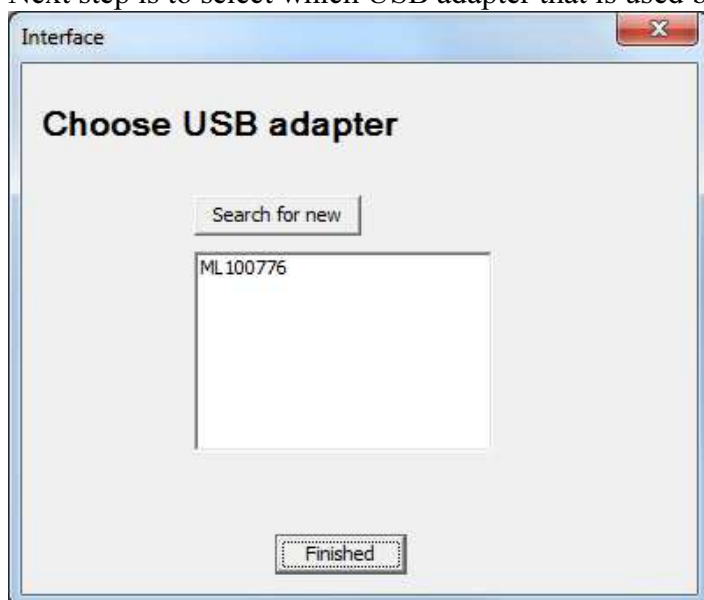 Next step is to select which USB adapter that is used
Interface
Choose USB adapter
Search for new
ML100776
Finished